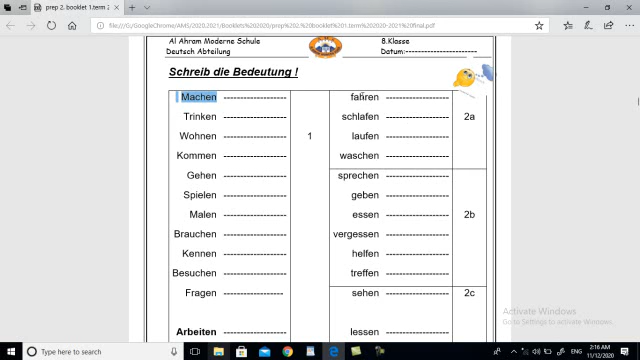 prep 2. booklet 1.term 2
file:///G:/GoogleChrome/AMS/2020.2021/Booklets%202020/prep%202.%20booklet%201.term%202020-2021%20final.pdf
Al Ahram Moderne Schule 8.Klasse
Deutsch Abteilung Datum:------------------------
Schreib die Bedeutung !
Machen ------------------- fahren -------------------
Trinken ------------------- schlafen ------------------- 2a
Wohnen ------------------- 1 laufen -------------------
Kommen ------------------- waschen -------------------
Gehen ------------------- sprechen -------------------
Spielen ------------------- geben -------------------
Malen ------------------- essen ------------------- 2b
Brauchen ------------------- vergessen -------------------
Kennen ------------------- helfen -------------------
Besuchen ------------------- treffen -------------------
Fragen ------------------- sehen ------------------- 2c
Arbeiten ------------------- lessen -------------------
Activate Windows
Go to Settings to activate Windows.
Type here to search
2:16 AM
11/12/2020